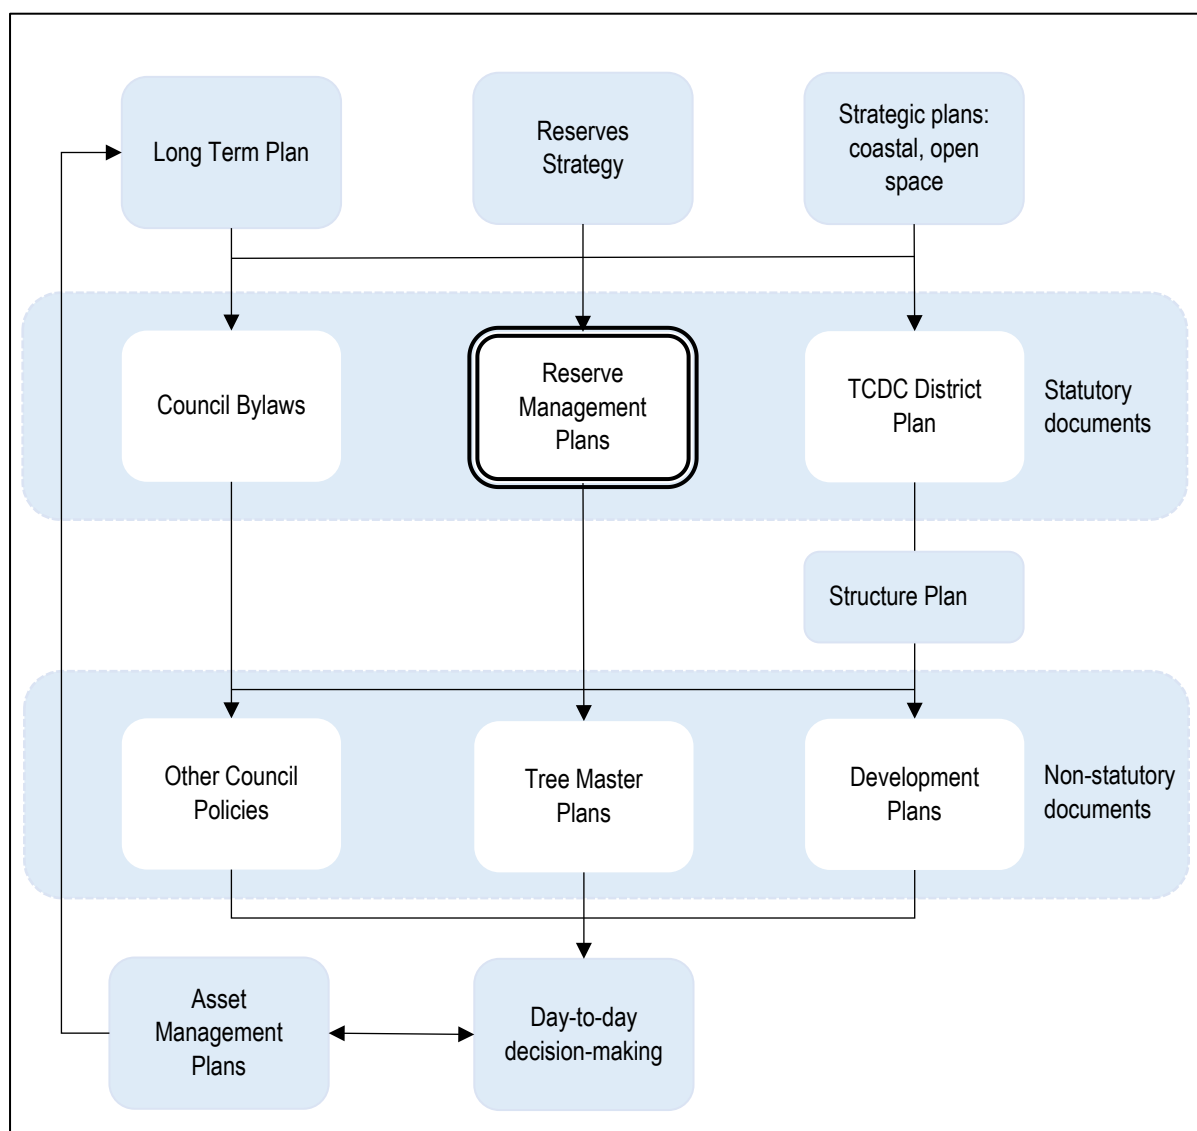 Long Term Plan
Reserves
Strategy
Strategic plans:
coastal, open
space
Council Bylaws
Reserve
Management
Plans
TCDC District
Plan
Statutory
documents
Structure Plan
Other Council
Policies
Tree Master
Plans
Development
Plans
Non-statutory
documents
Asset
Management
Plans
Day-to-day
decision-making